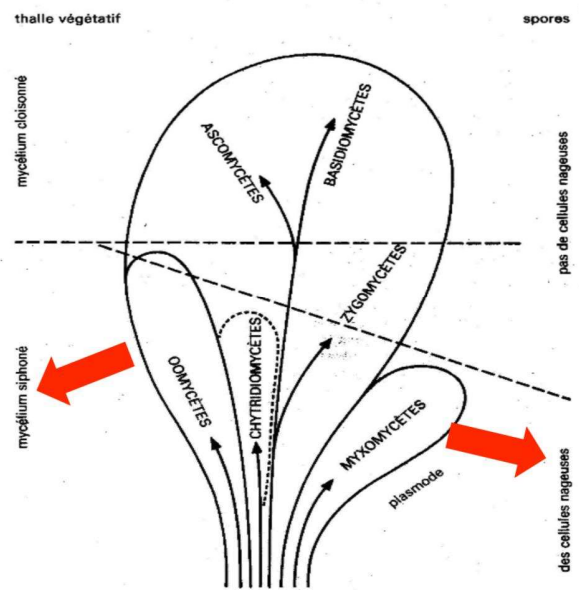 thalle végétatif
spores
mycélium cloisonné
pas de cellules nageuses
ASCOMYCÈTES
BASIDIOMYCÈTES
ZYGOMYCÈTES
mycélium siphoné
OOMYCÈTES
CHYTRIDIOMYCÈTES
MYXOMYCÈTES
plasmode
des cellules nageuses